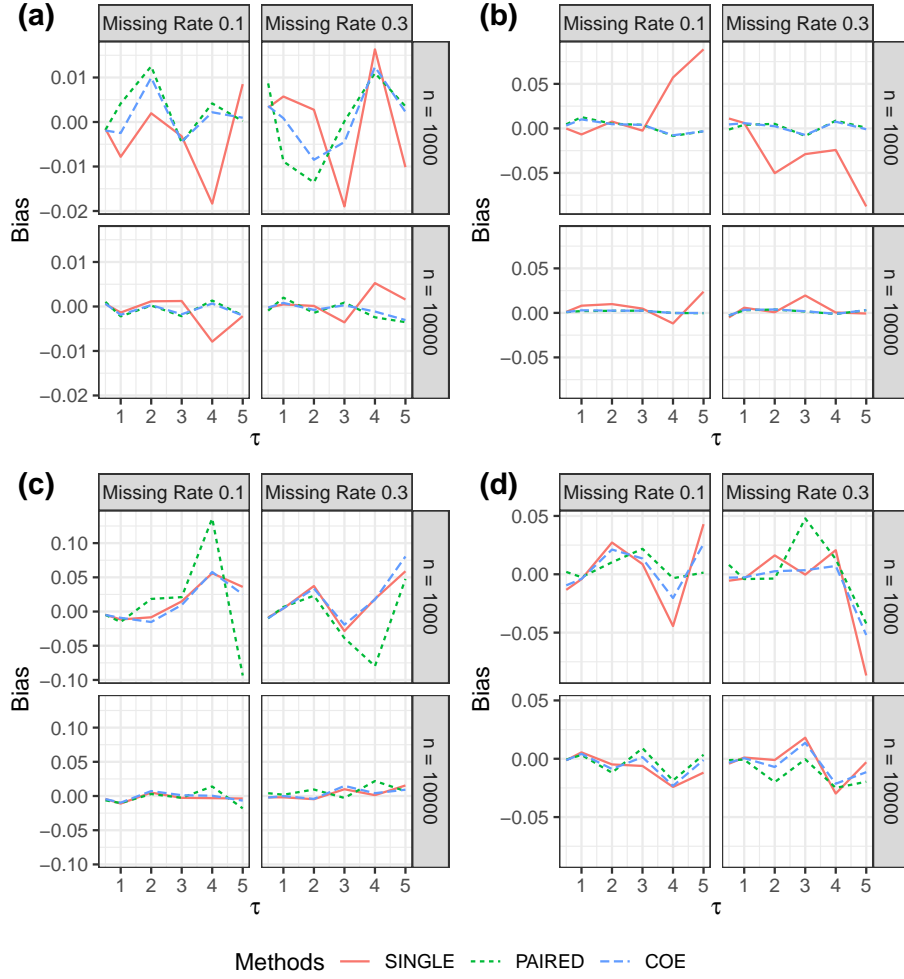 (a)
Missing Rate 0.1
Missing Rate 0.3
0.01
0.00
−0.01
−0.02
n = 1000
0.01
0.00
−0.01
−0.02
n = 10000
Bias
1 2 3 4 5
1 2 3 4 5
τ
(b)
Missing Rate 0.1
Missing Rate 0.3
0.05
0.00
−0.05
n = 1000
0.05
0.00
−0.05
n = 10000
Bias
1 2 3 4 5
1 2 3 4 5
τ
(c)
Missing Rate 0.1
Missing Rate 0.3
0.10
0.05
0.00
−0.05
−0.10
n = 1000
0.10
0.05
0.00
−0.05
−0.10
n = 10000
Bias
1 2 3 4 5
1 2 3 4 5
τ
(d)
Missing Rate 0.1
Missing Rate 0.3
0.05
0.00
−0.05
n = 1000
0.05
0.00
−0.05
n = 10000
Bias
1 2 3 4 5
1 2 3 4 5
τ
Methods SINGLE PAIRED COE